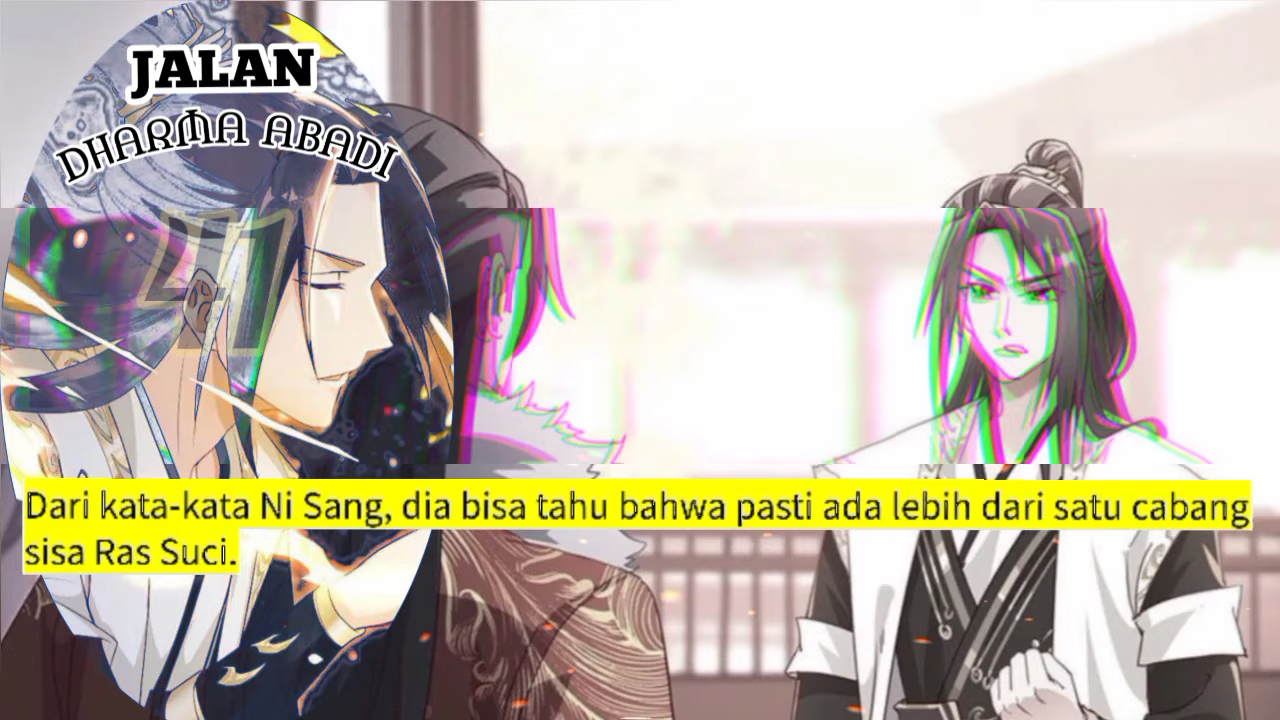 JALAN
DHARMA ABADI
Dari kata-kata Ni Sang, dia bisa tahu bahwa pasti ada lebih dari satu cabang
sisa Ras Suci.